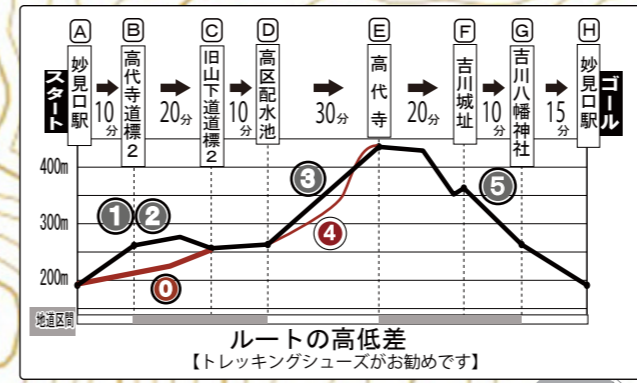 A B C D E F G H
スタート
妙見口駅
10分
高代寺道標2
20分
旧山下道道標2
10分
高区配水池
30分
高代寺
20分
吉川城址
10分
吉川八幡神社
15分
妙見口駅
ゴール
400m
300m
200m
1 2
3
4
5
0
地道区間
ルートの高低差
【トレッキングシューズがお勧めです】